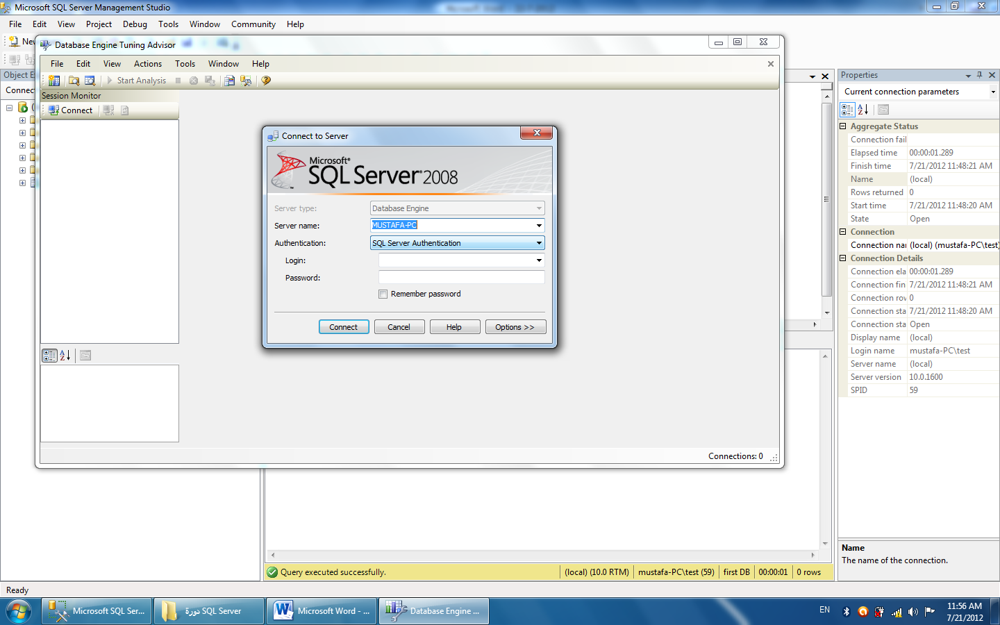 Microsoft SQL Server Management Studio
File Edit View Project Debug Tools Window Community Help
New
Database Engine Tuning Advisor
File Edit View Actions Tools Window Help
Start Analysis
Session Monitor
Connect
Connect to Server
Microsoft®
SQL Server® 2008
Server type: Database Engine
Server name: MUSTAFA-PC
Authentication: SQL Server Authentication
Login:
Password:
Remember password
Connect Cancel Help Options >>
Connections: 0
Properties
Current connection parameters
Aggregate Status
Connection fail
Elapsed time 00:00:01.289
Finish time 7/21/2012 11:48:21 AM
Name (local)
Rows returned 0
Start time 7/21/2012 11:48:20 AM
State Open
Connection
Connection nar (local) (mustafa-PC\test)
Connection Details
Connection ela 00:00:01.289
Connection fin 7/21/2012 11:48:21 AM
Connection rov 0
Connection sta 7/21/2012 11:48:20 AM
Connection sta Open
Display name (local)
Login name mustafa-PC\test
Server name (local)
Server version 10.0.1600
SPID 59
Name
The name of the connection.
Query executed successfully. (local) (10.0 RTM) mustafa-PC\test (59) first DB 00:00:01 0 rows
Ready
Microsoft SQL Ser... دورة SQL Server Microsoft Word - ... Database Engine ... EN 11:56 AM
7/21/2012